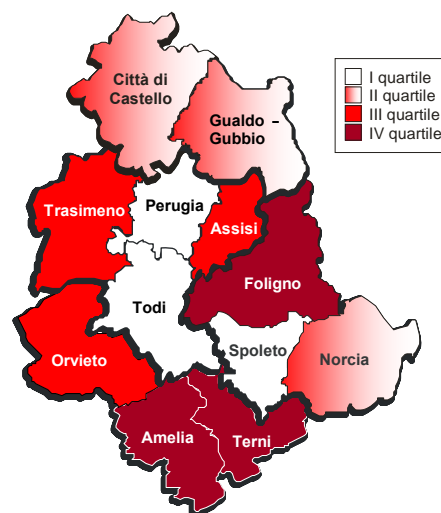 Città di
Castello
Gualdo –
Gubbio
I quartile
II quartile
III quartile
IV quartile
Trasimeno
Perugia
Assisi
Foligno
Todi
Orvieto
Spoleto
Norcia
Amelia
Terni